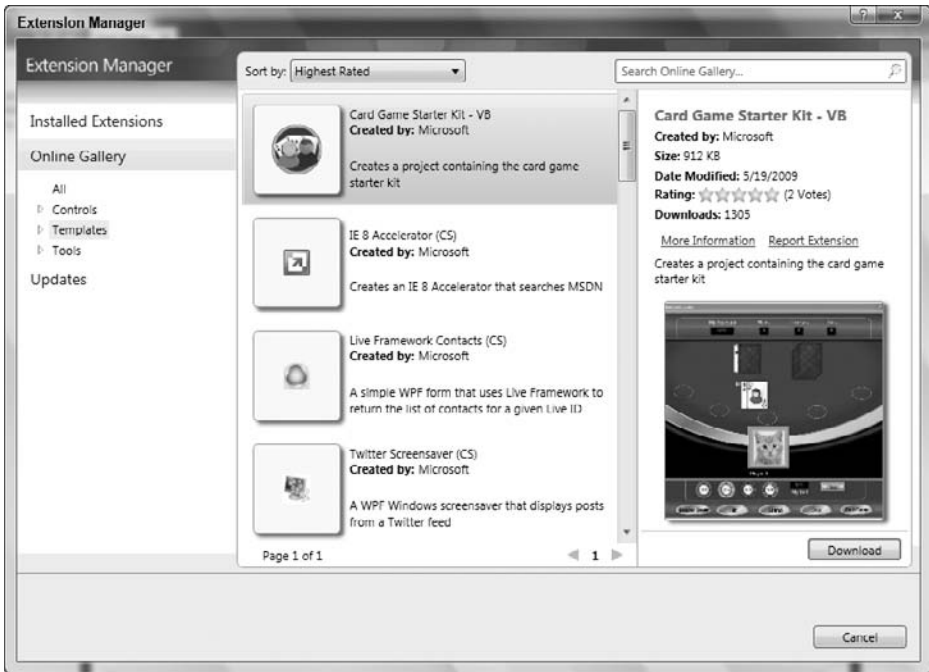 Extension Manager
Extension Manager
Installed Extensions
Online Gallery
All
Controls
Templates
Tools
Updates
Sort by: Highest Rated
Search Online Gallery...
Card Game Starter Kit - VB
Created by: Microsoft
Creates a project containing the card game
starter kit
IE 8 Accelerator (CS)
Created by: Microsoft
Creates an IE 8 Accelerator that searches MSDN
Live Framework Contacts (CS)
Created by: Microsoft
A simple WPF form that uses Live Framework to
return the list of contacts for a given Live ID.
Twitter Screensaver (CS)
Created by: Microsoft
A WPF Windows screensaver that displays posts
from a Twitter feed
Page 1 of 1
1
Card Game Starter Kit - VB
Created by: Microsoft
Size: 912 KB
Date Modified: 5/19/2009
Rating: (2 Votes)
Downloads: 1305
More Information Report Extension
Creates a project containing the card game
starter kit
Download
Cancel